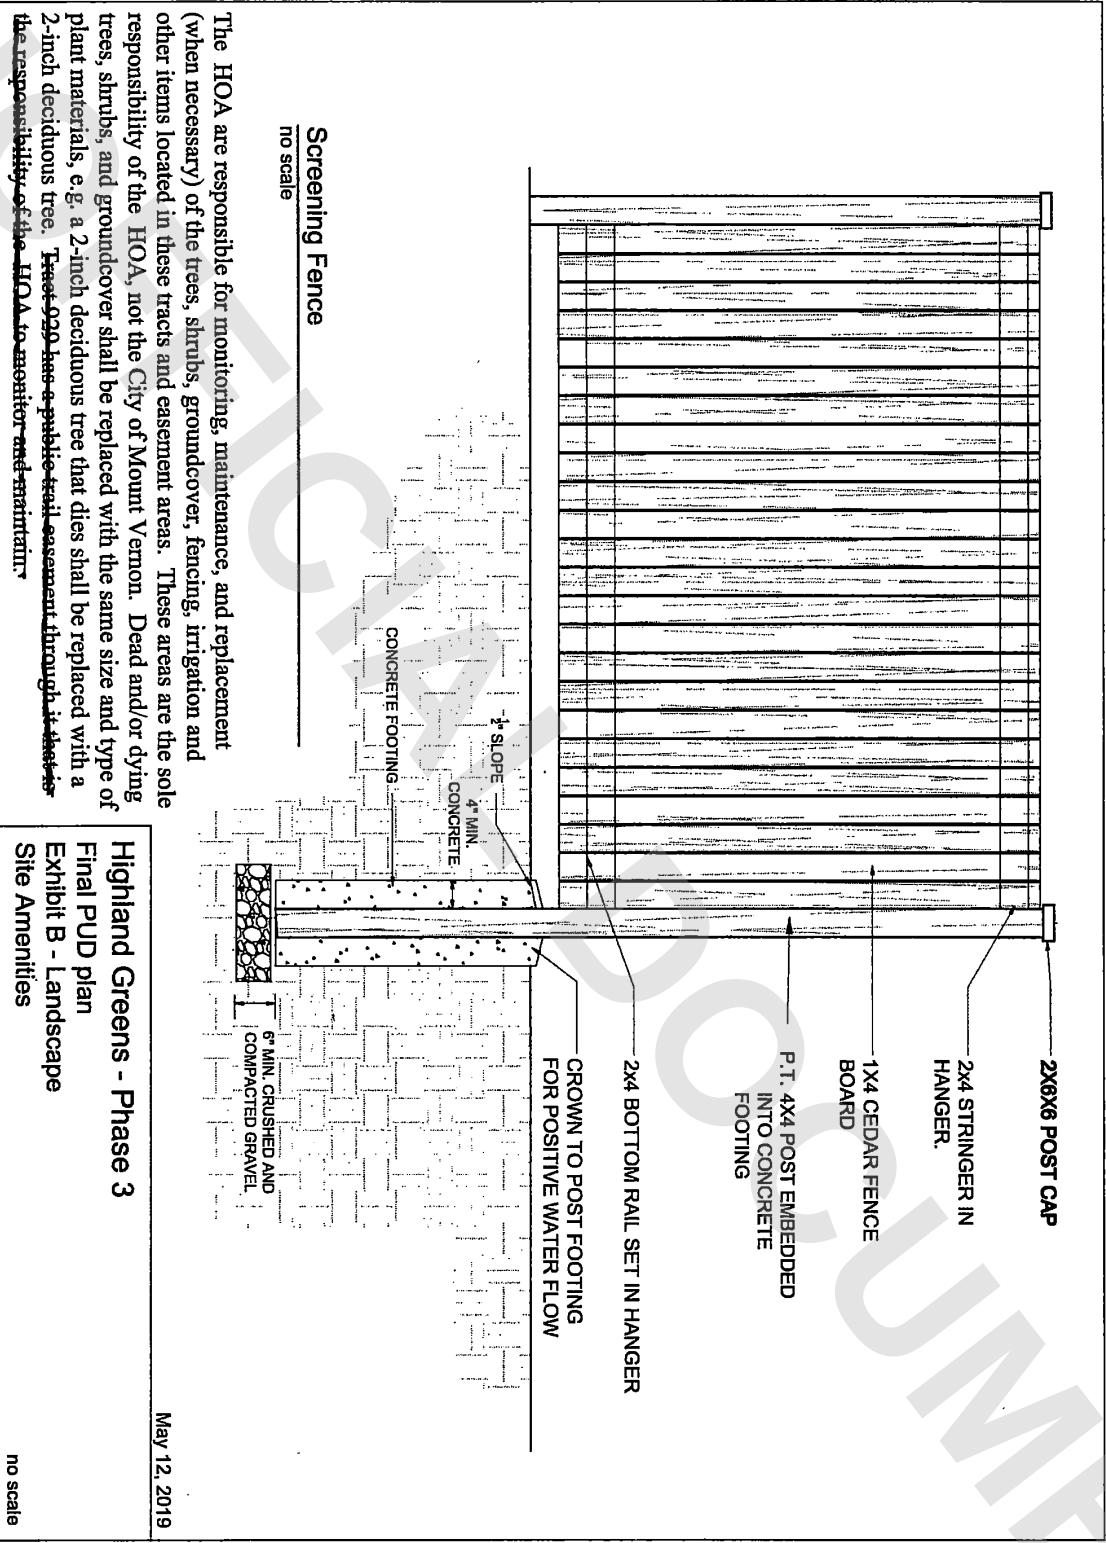 2X6X6 POST CAP
2x4 STRINGER IN
HANGER.
1X4 CEDAR FENCE
BOARD
P.T. 4X4 POST EMBEDDED
INTO CONCRETE
FOOTING
2x4 BOTTOM RAIL SET IN HANGER
CROWN TO POST FOOTING
FOR POSITIVE WATER FLOW
½" SLOPE
4" MIN.
CONCRETE
CONCRETE FOOTING
6" MIN. CRUSHED AND
COMPACTED GRAVEL
Screening Fence
no scale
The HOA are responsible for monitoring, maintenance, and replacement
(when necessary) of the trees, shrubs, groundcover, fencing, irrigation and
other items located in these tracts and easement areas. These areas are the sole
responsibility of the HOA, not the City of Mount Vernon. Dead and/or dying
trees, shrubs, and groundcover shall be replaced with the same size and type of
plant materials, e.g. a 2-inch deciduous tree that dies shall be replaced with a
2-inch deciduous tree. Tract 929 has a public trail easement through it that is
the responsibility of the HOA to monitor and maintain.
May 12, 2019
Highland Greens - Phase 3
Final PUD plan
Exhibit B - Landscape
Site Amenities
no scale
OFFICIAL DOCUME